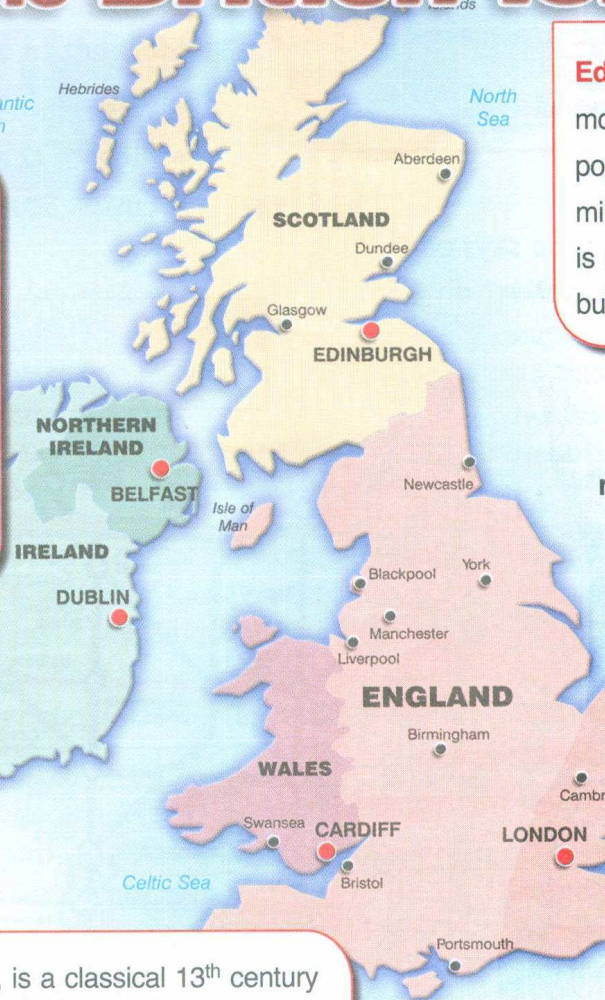 Hebrides
North
Sea
Aberdeen
SCOTLAND
Dundee
Glasgow
EDINBURGH
NORTHERN
IRELAND
BELFAST
Isle of
Man
Newcastle
IRELAND
DUBLIN
Blackpool
York
Manchester
Liverpool
ENGLAND
Birmingham
WALES
Swansea
CARDIFF
LONDON
Celtic Sea
Bristol
Portsmouth
is a classical 13th century
is